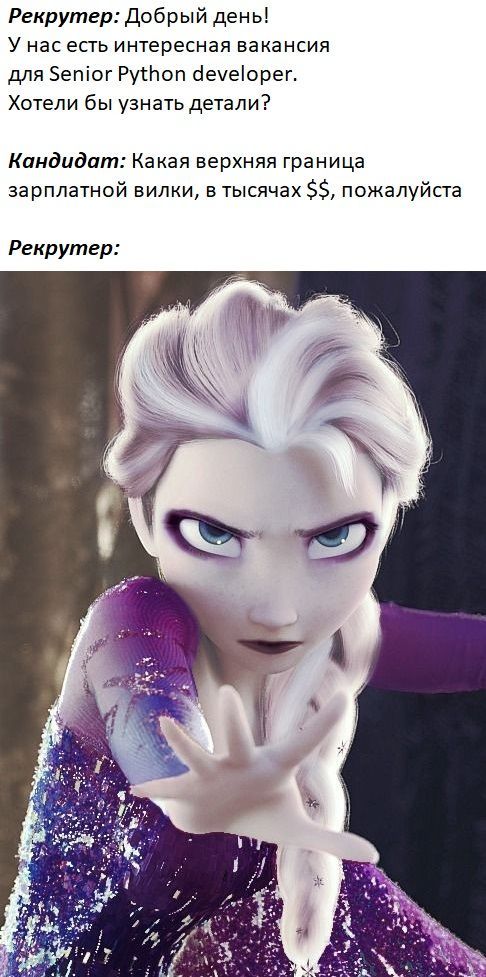 Рекрутер: Добрый день!
У нас есть интересная вакансия
для Senior Python developer.
Хотели бы узнать детали?
Кандидат: Какая верхняя граница
зарплатной вилки, в тысячах $$, пожалуйста
Рекрутер: